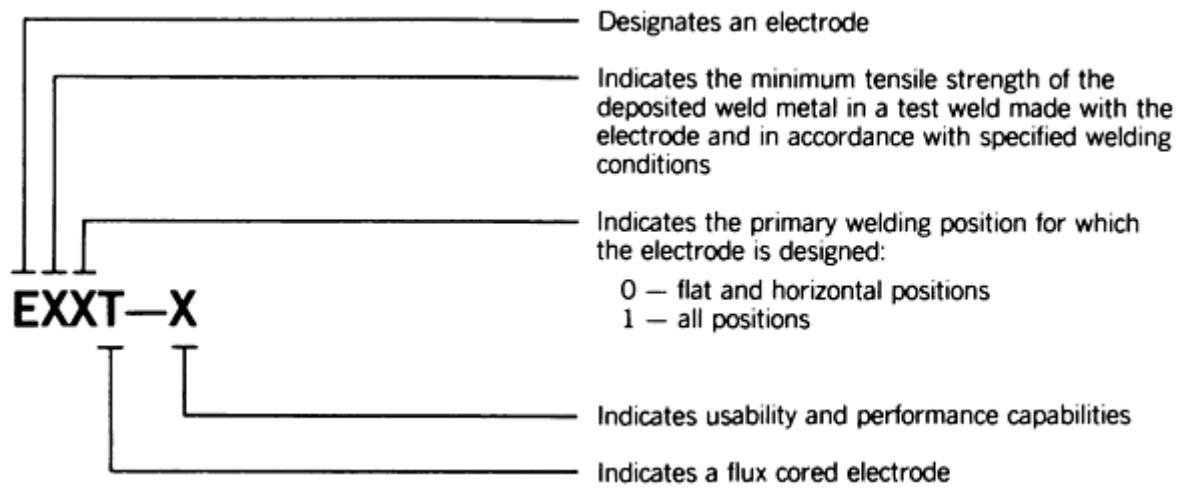 Designates an electrode
Indicates the minimum tensile strength of the
deposited weld metal in a test weld made with the
electrode and in accordance with specified welding
conditions
Indicates the primary welding position for which
the electrode is designed:
0 — flat and horizontal positions
1 — all positions
EXXT—X
Indicates usability and performance capabilities
Indicates a flux cored electrode